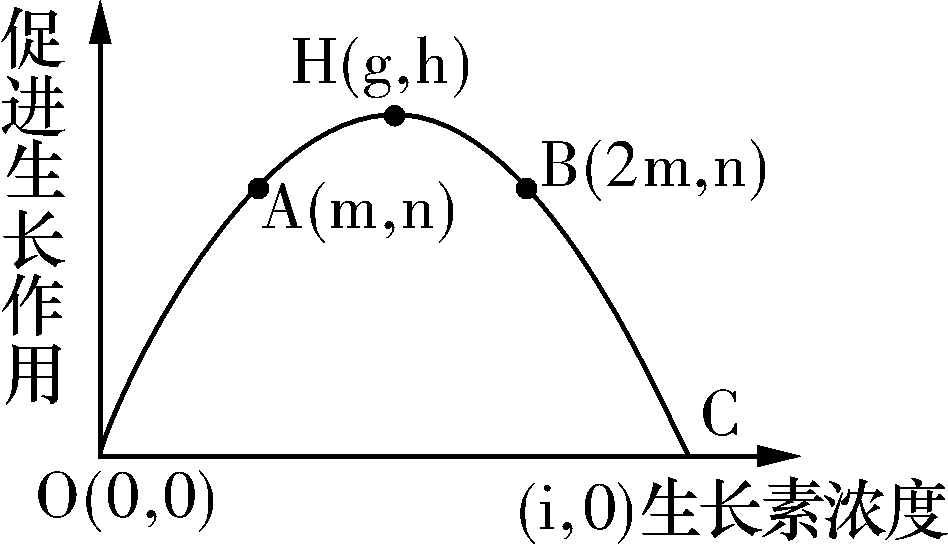 促进生长作用
H(g,h)
A(m,n)
B(2m,n)
C
O(0,0)
(i,0)生长素浓度